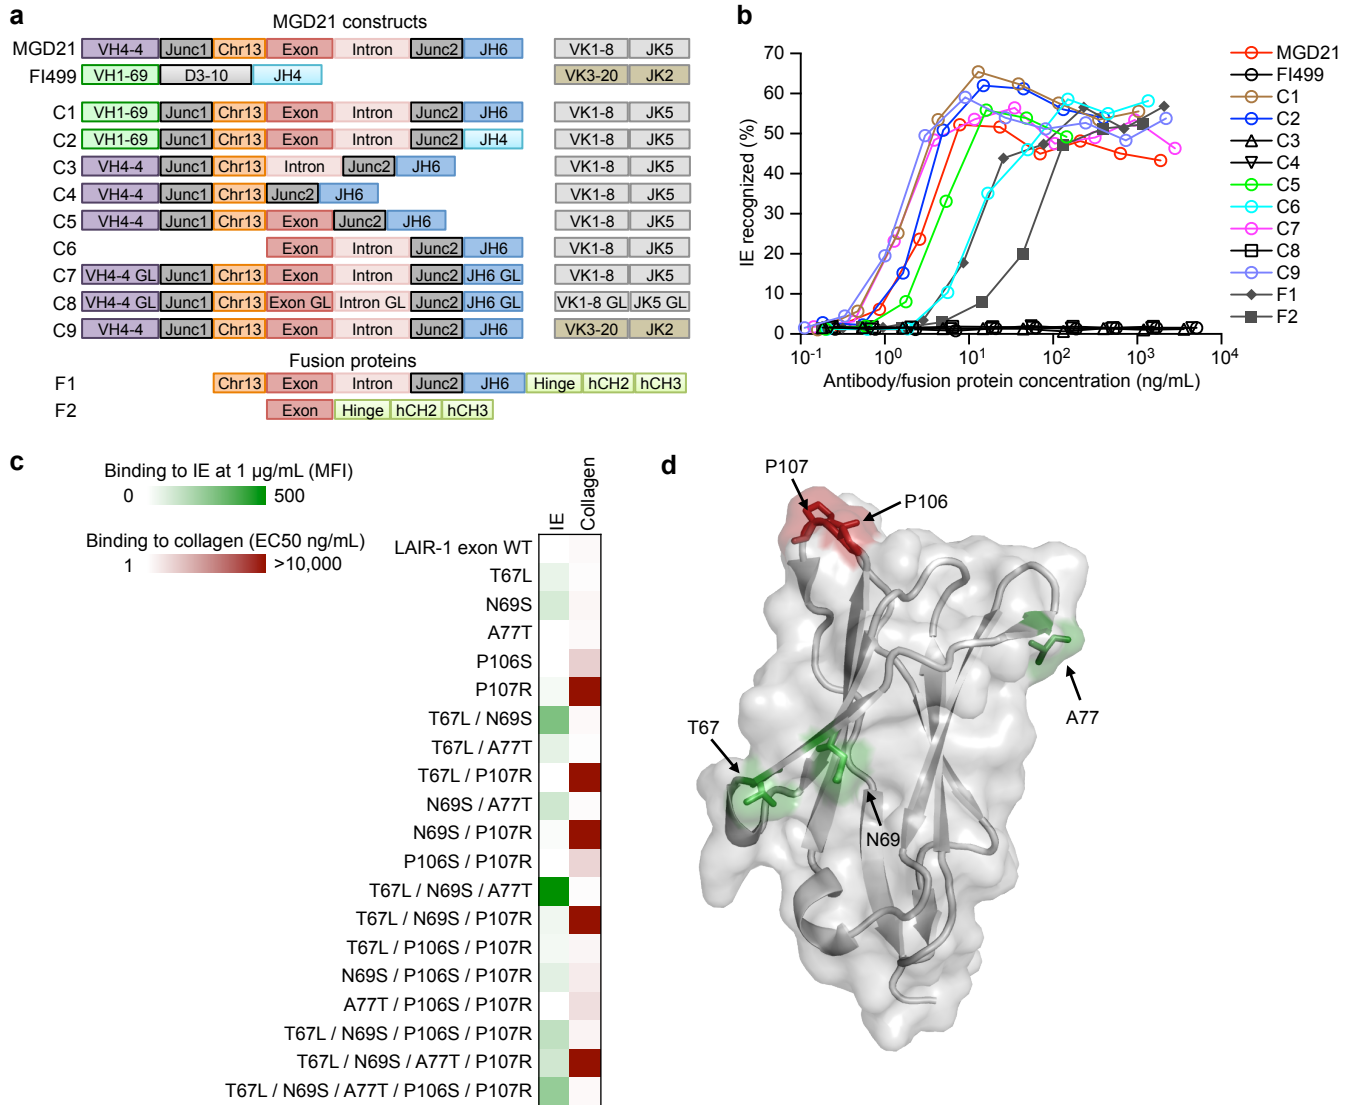 a
MGD21 constructs
MGD21 VH4-4 Junc1 Chr13 Exon Intron Junc2 JH6 VK1-8 JK5
FI499 VH1-69 D3-10 JH4 VK3-20 JK2
C1 VH1-69 Junc1 Chr13 Exon Intron Junc2 JH6 VK1-8 JK5
C2 VH1-69 Junc1 Chr13 Exon Intron Junc2 JH4 VK1-8 JK5
C3 VH4-4 Junc1 Chr13 Intron Junc2 JH6 VK1-8 JK5
C4 VH4-4 Junc1 Chr13 Junc2 JH6 VK1-8 JK5
C5 VH4-4 Junc1 Chr13 Exon Junc2 JH6 VK1-8 JK5
C6 Exon Intron Junc2 JH6 VK1-8 JK5
C7 VH4-4 GL Junc1 Chr13 Exon Intron Junc2 JH6 GL VK1-8 JK5
C8 VH4-4 GL Junc1 Chr13 Exon GL Intron GL Junc2 JH6 GL VK1-8 GL JK5 GL
C9 VH4-4 Junc1 Chr13 Exon Intron Junc2 JH6 VK3-20 JK2
Fusion proteins
F1 Chr13 Exon Intron Junc2 JH6 Hinge hCH2 hCH3
F2 Exon Hinge hCH2 hCH3
b
IE recognized (%)
70
60
50
40
30
20
10
0
10-1 100 101 102 103 104
Antibody/fusion protein concentration (ng/mL)
MGD21
FI499
C1
C2
C3
C4
C5
C6
C7
C8
C9
F1
F2
c
Binding to IE at 1 µg/mL (MFI)
0 500
Binding to collagen (EC50 ng/mL)
1 >10,000
IE Collagen
LAIR-1 exon WT
T67L
N69S
A77T
P106S
P107R
T67L / N69S
T67L / A77T
T67L / P107R
N69S / A77T
N69S / P107R
P106S / P107R
T67L / N69S / A77T
T67L / N69S / P107R
T67L / P106S / P107R
N69S / P106S / P107R
A77T / P106S / P107R
T67L / N69S / P106S / P107R
T67L / N69S / A77T / P107R
T67L / N69S / A77T / P106S / P107R
d
P107
P106
A77
T67
N69